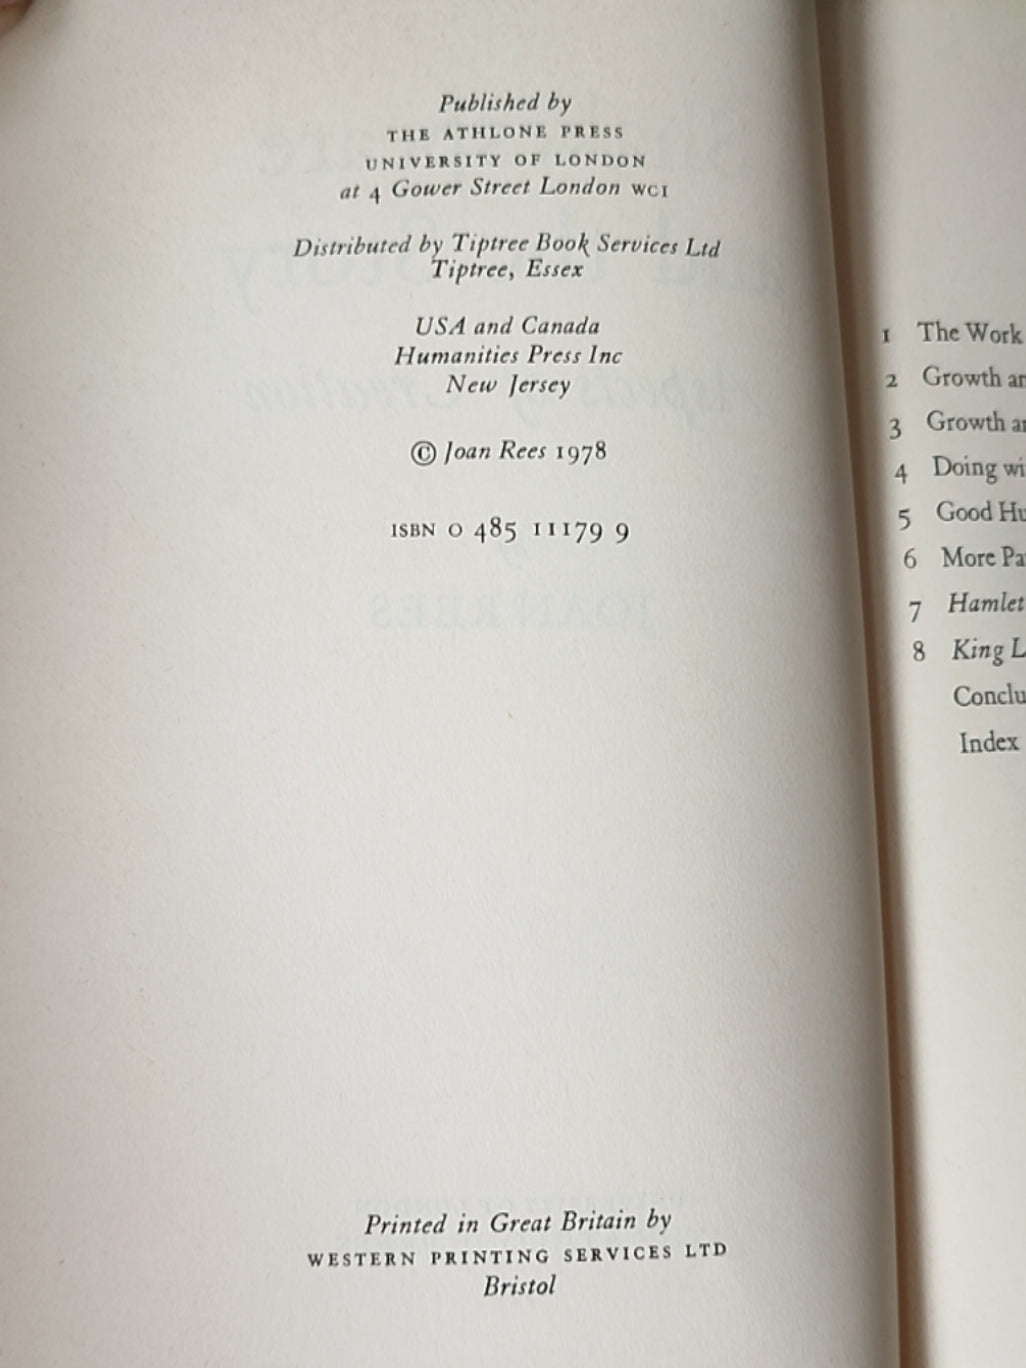 Published by
THE ATHLONE PRESS
UNIVERSITY OF LONDON
at 4 Gower Street London WC1
Distributed by Tiptree Book Services Ltd
Tiptree, Essex
USA and Canada
Humanities Press Inc
New Jersey
© Joan Rees 1978
ISBN 0 485 11179 9
Printed in Great Britain by
WESTERN PRINTING SERVICES LTD
Bristol
1 The Work
2 Growth
3 Growth
4 Doing
5 Good
6 More
7 Hamlet
8 King
Index